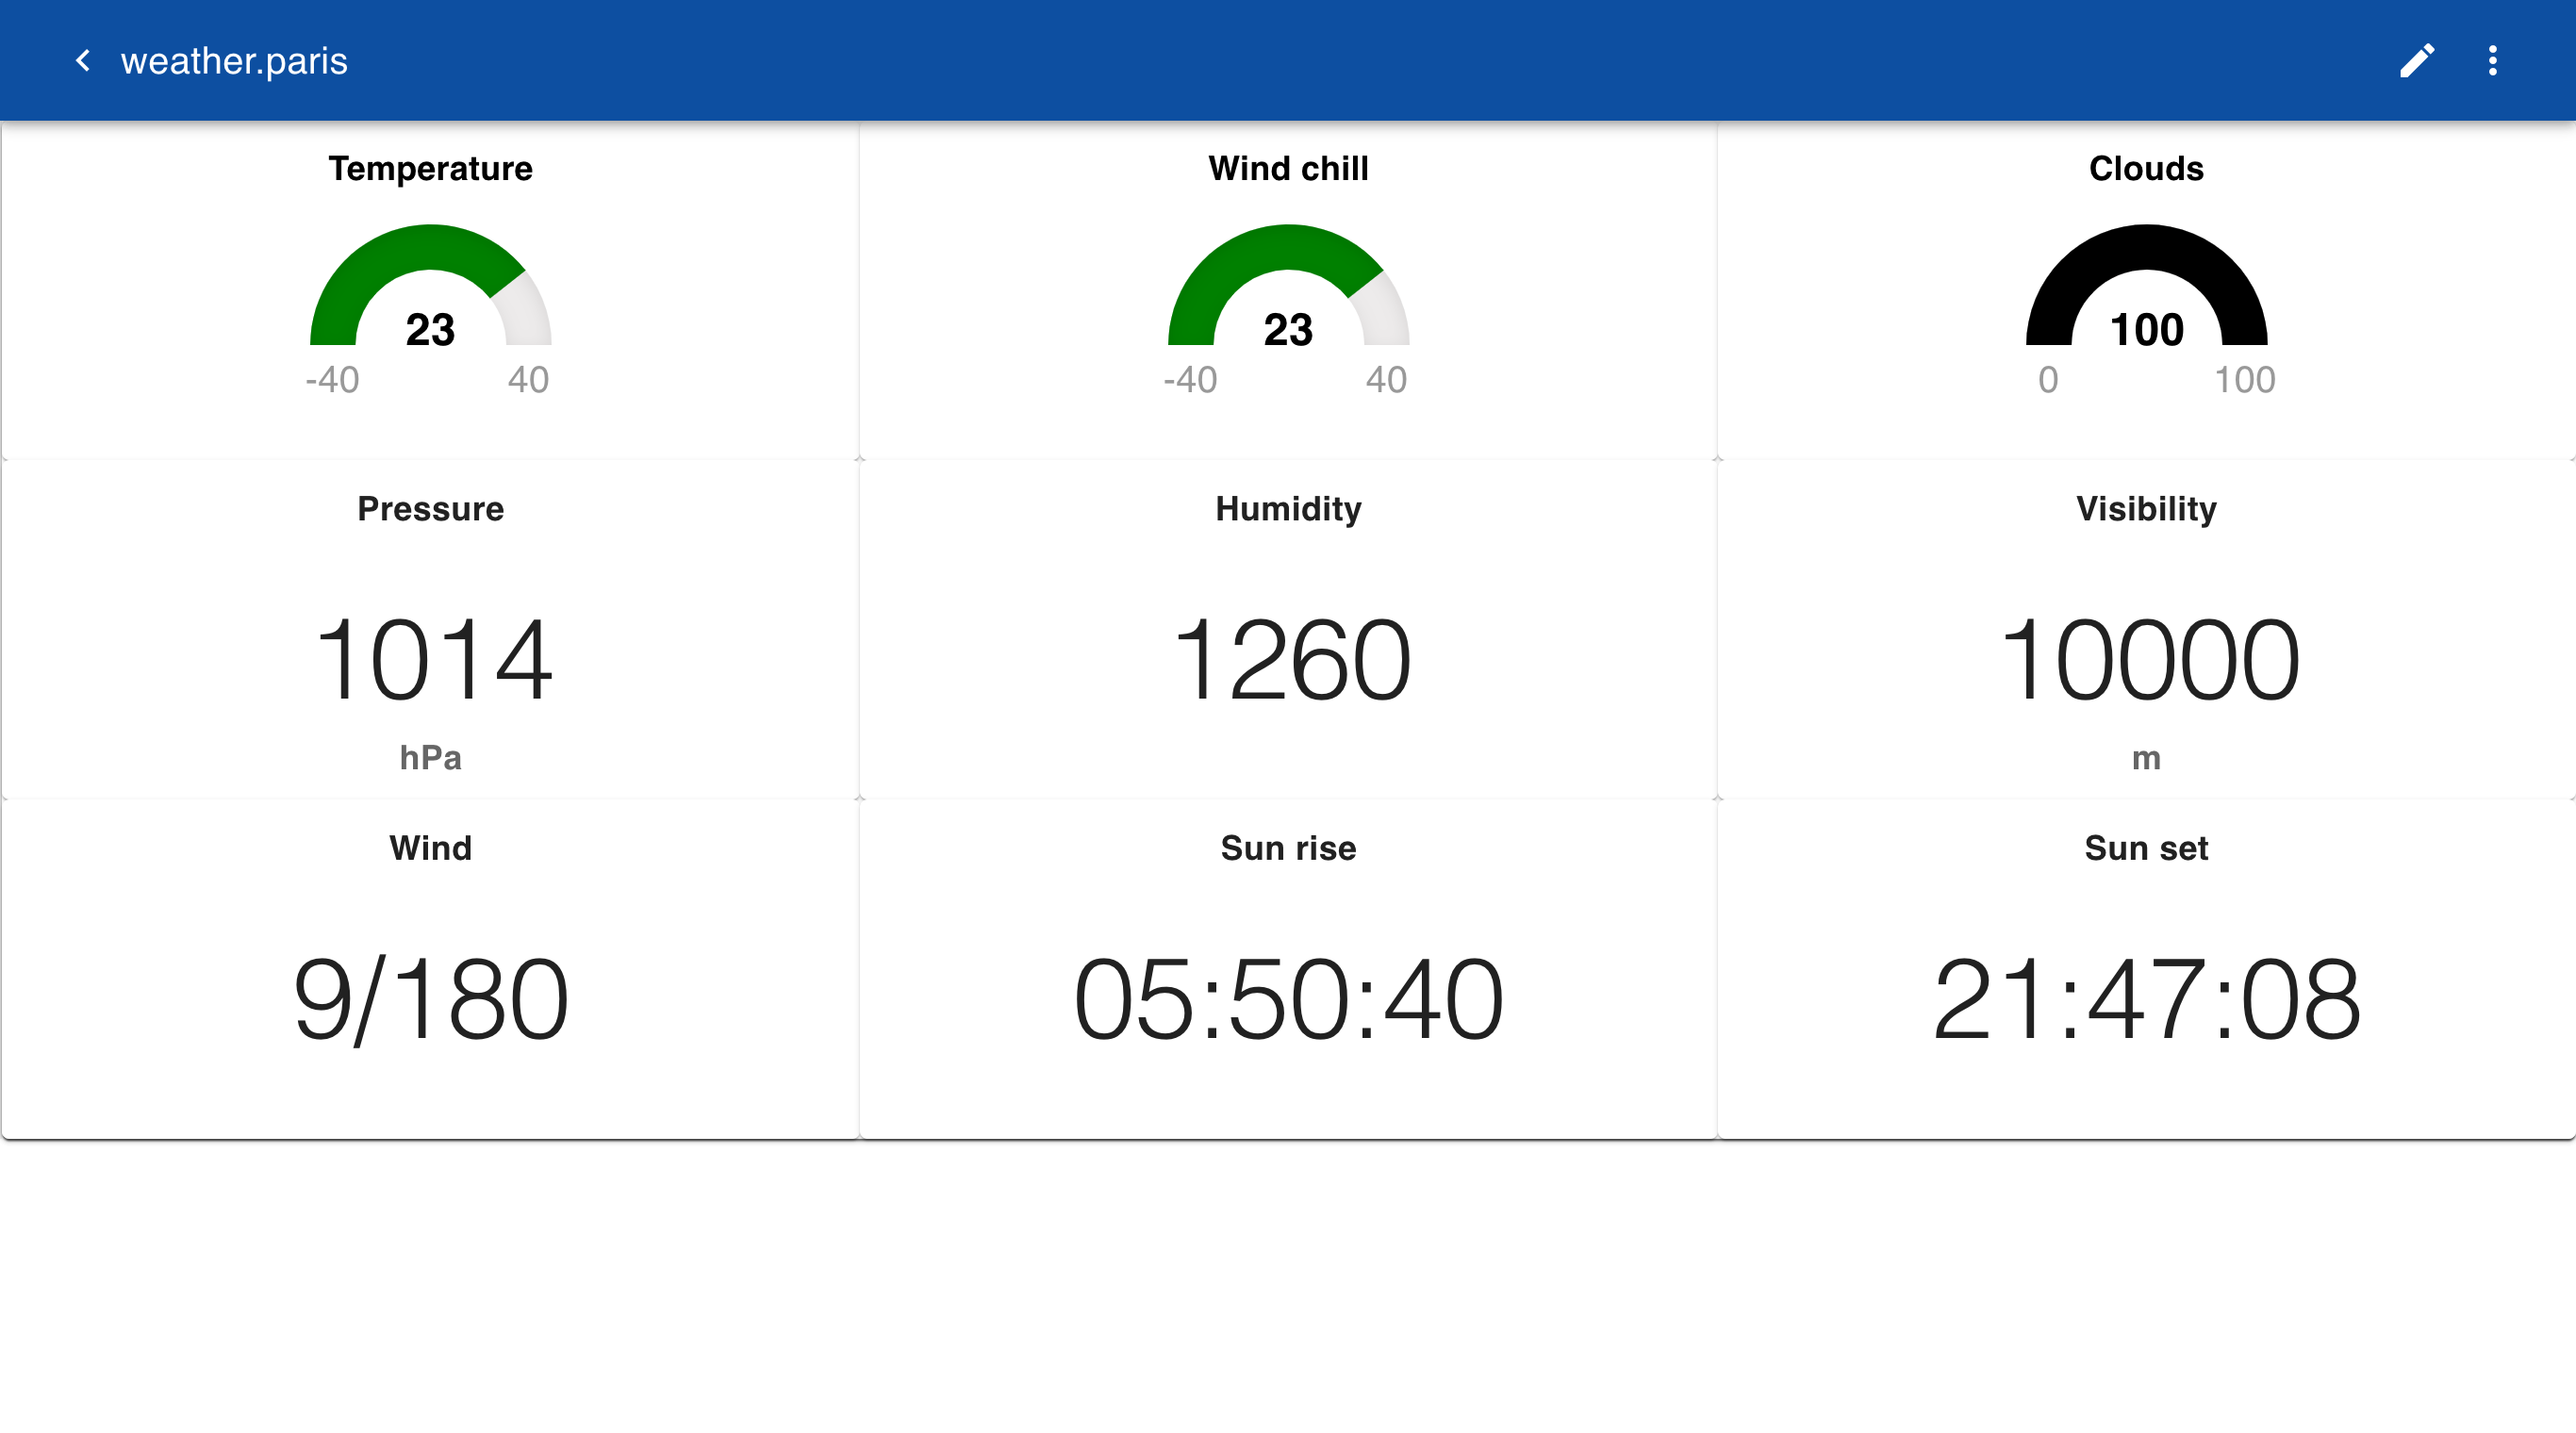 weather.paris
Temperature
23
-40 40
Wind chill
23
-40 40
Clouds
100
0 100
Pressure
1014
hPa
Humidity
1260
Visibility
10000
m
Wind
9/180
Sun rise
05:50:40
Sun set
21:47:08